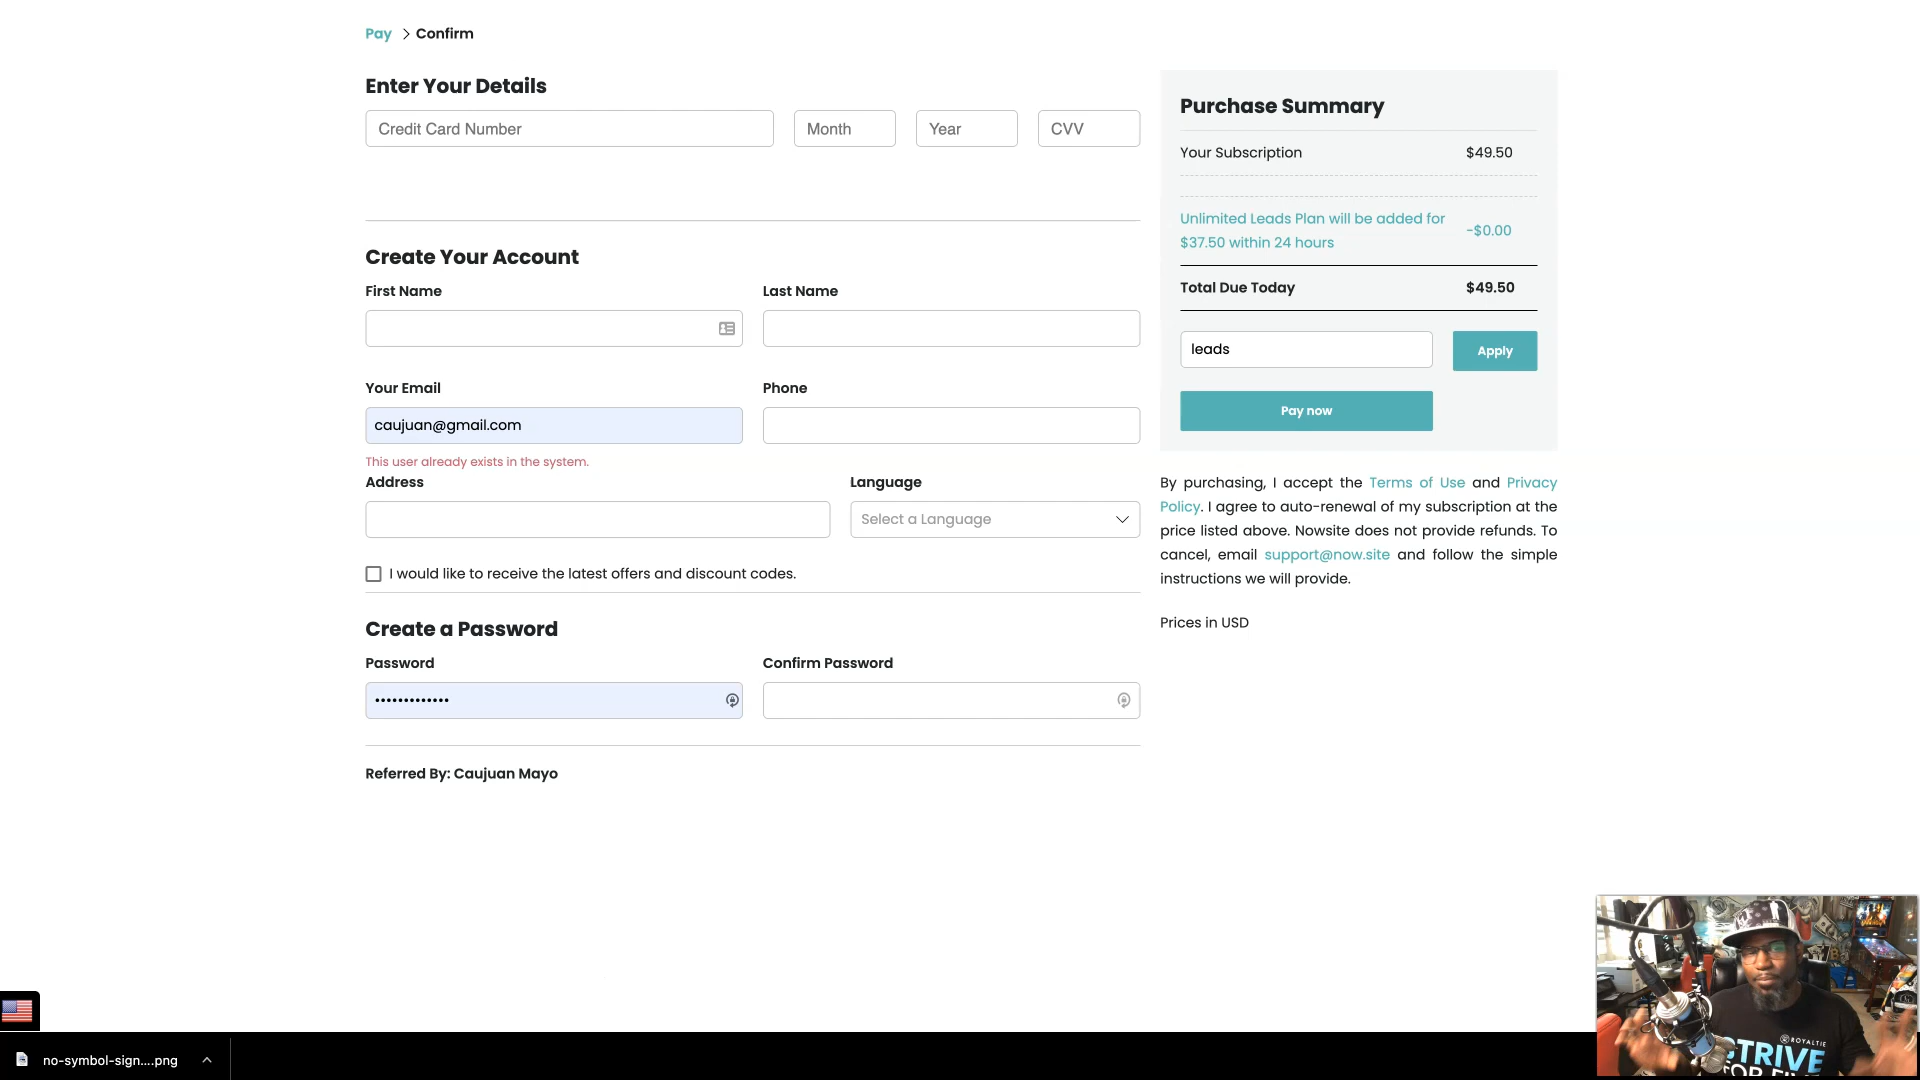 Pay > Confirm
Enter Your Details
Credit Card Number
Month
Year
CVV
Create Your Account
First Name
Last Name
Your Email
Phone
caujuan@gmail.com
This user already exists in the system.
Address
Language
Select a Language
I would like to receive the latest offers and discount codes.
Create a Password
Password
Confirm Password
•••••••••••••
Referred By: Caujuan Mayo
Purchase Summary
Your Subscription $49.50
Unlimited Leads Plan will be added for
$37.50 within 24 hours
-$0.00
Total Due Today $49.50
leads
Apply
Pay now
By purchasing, I accept the Terms of Use and Privacy
Policy. I agree to auto-renewal of my subscription at the
price listed above. Nowsite does not provide refunds. To
cancel, email support@now.site and follow the simple
instructions we will provide.
Prices in USD
no-symbol-sign....png
ROYALTIE
STRIVE
FOR FIVE